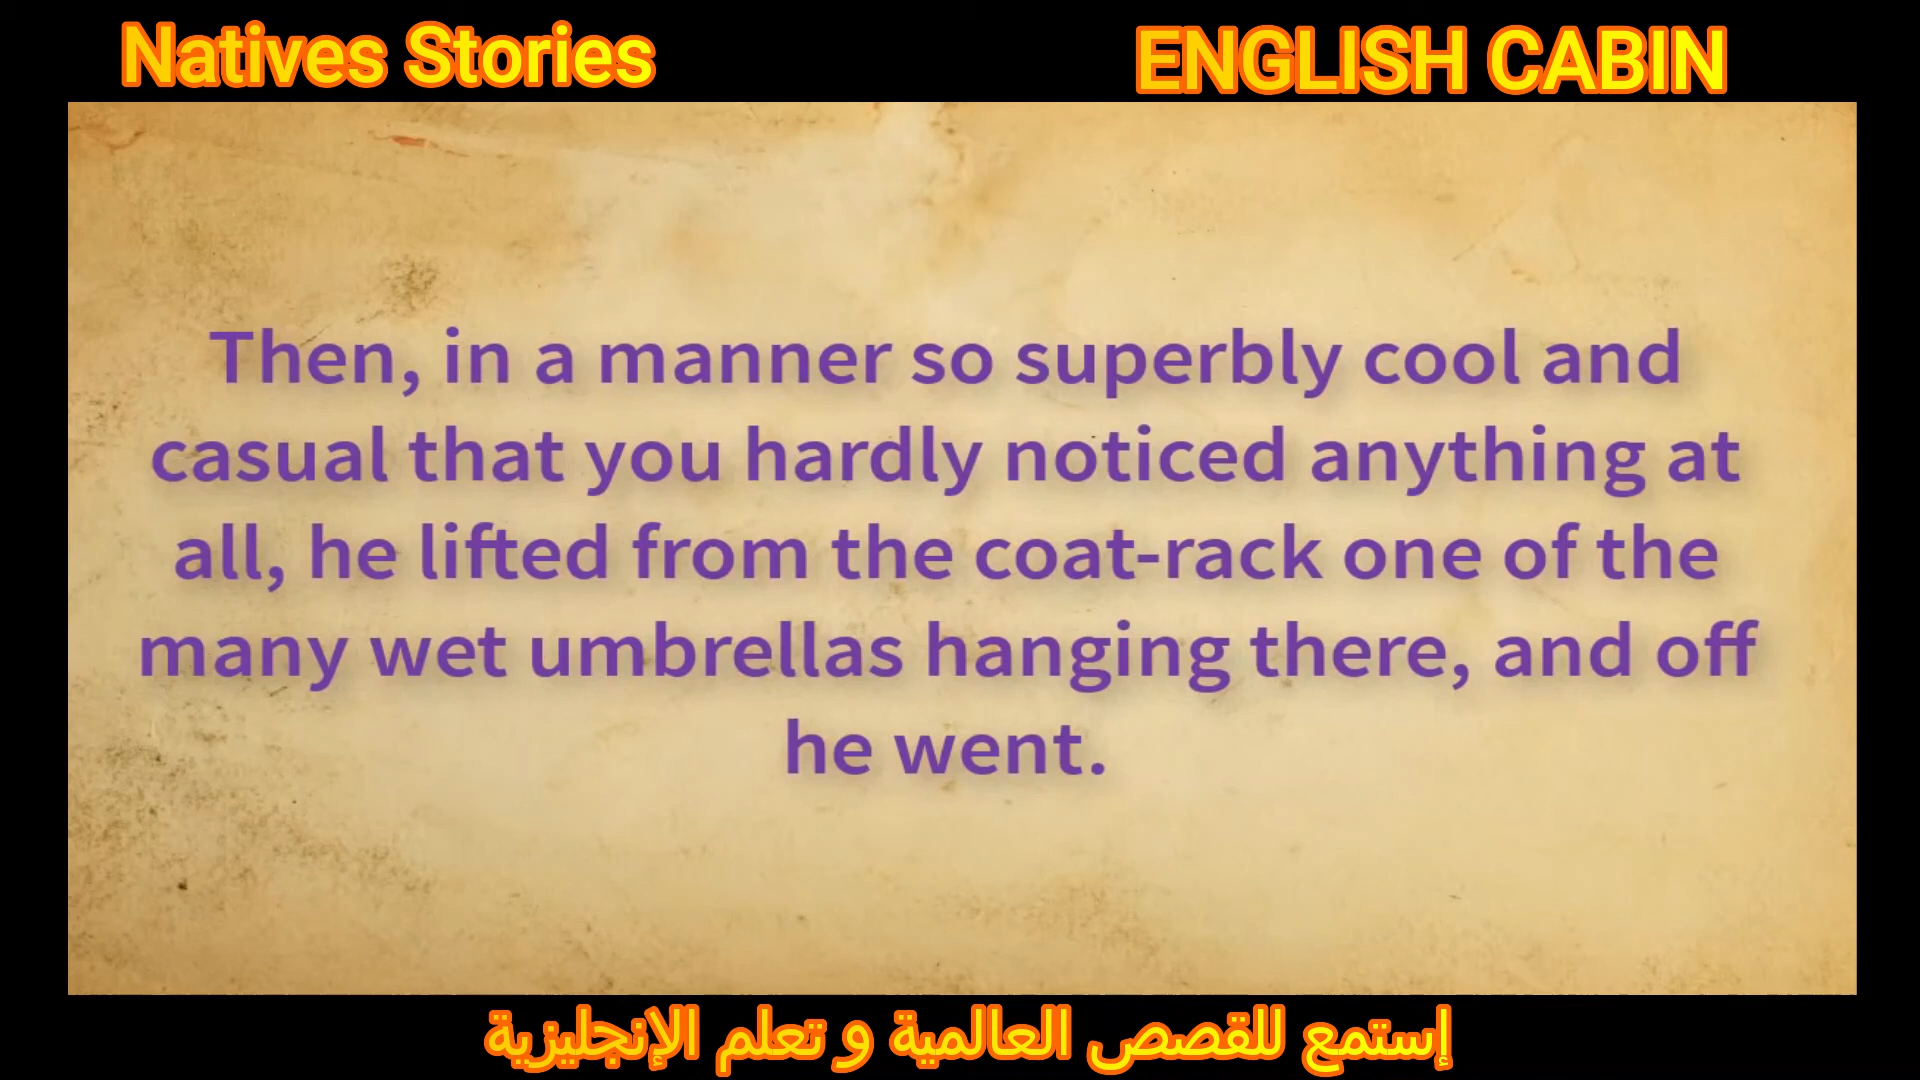 Natives Stories
ENGLISH CABIN
Then, in a manner so superbly cool and
casual that you hardly noticed anything at
all, he lifted from the coat-rack one of the
many wet umbrellas hanging there, and off
he went.
إستمع للقصص العالمية و تعلم الإنجليزية